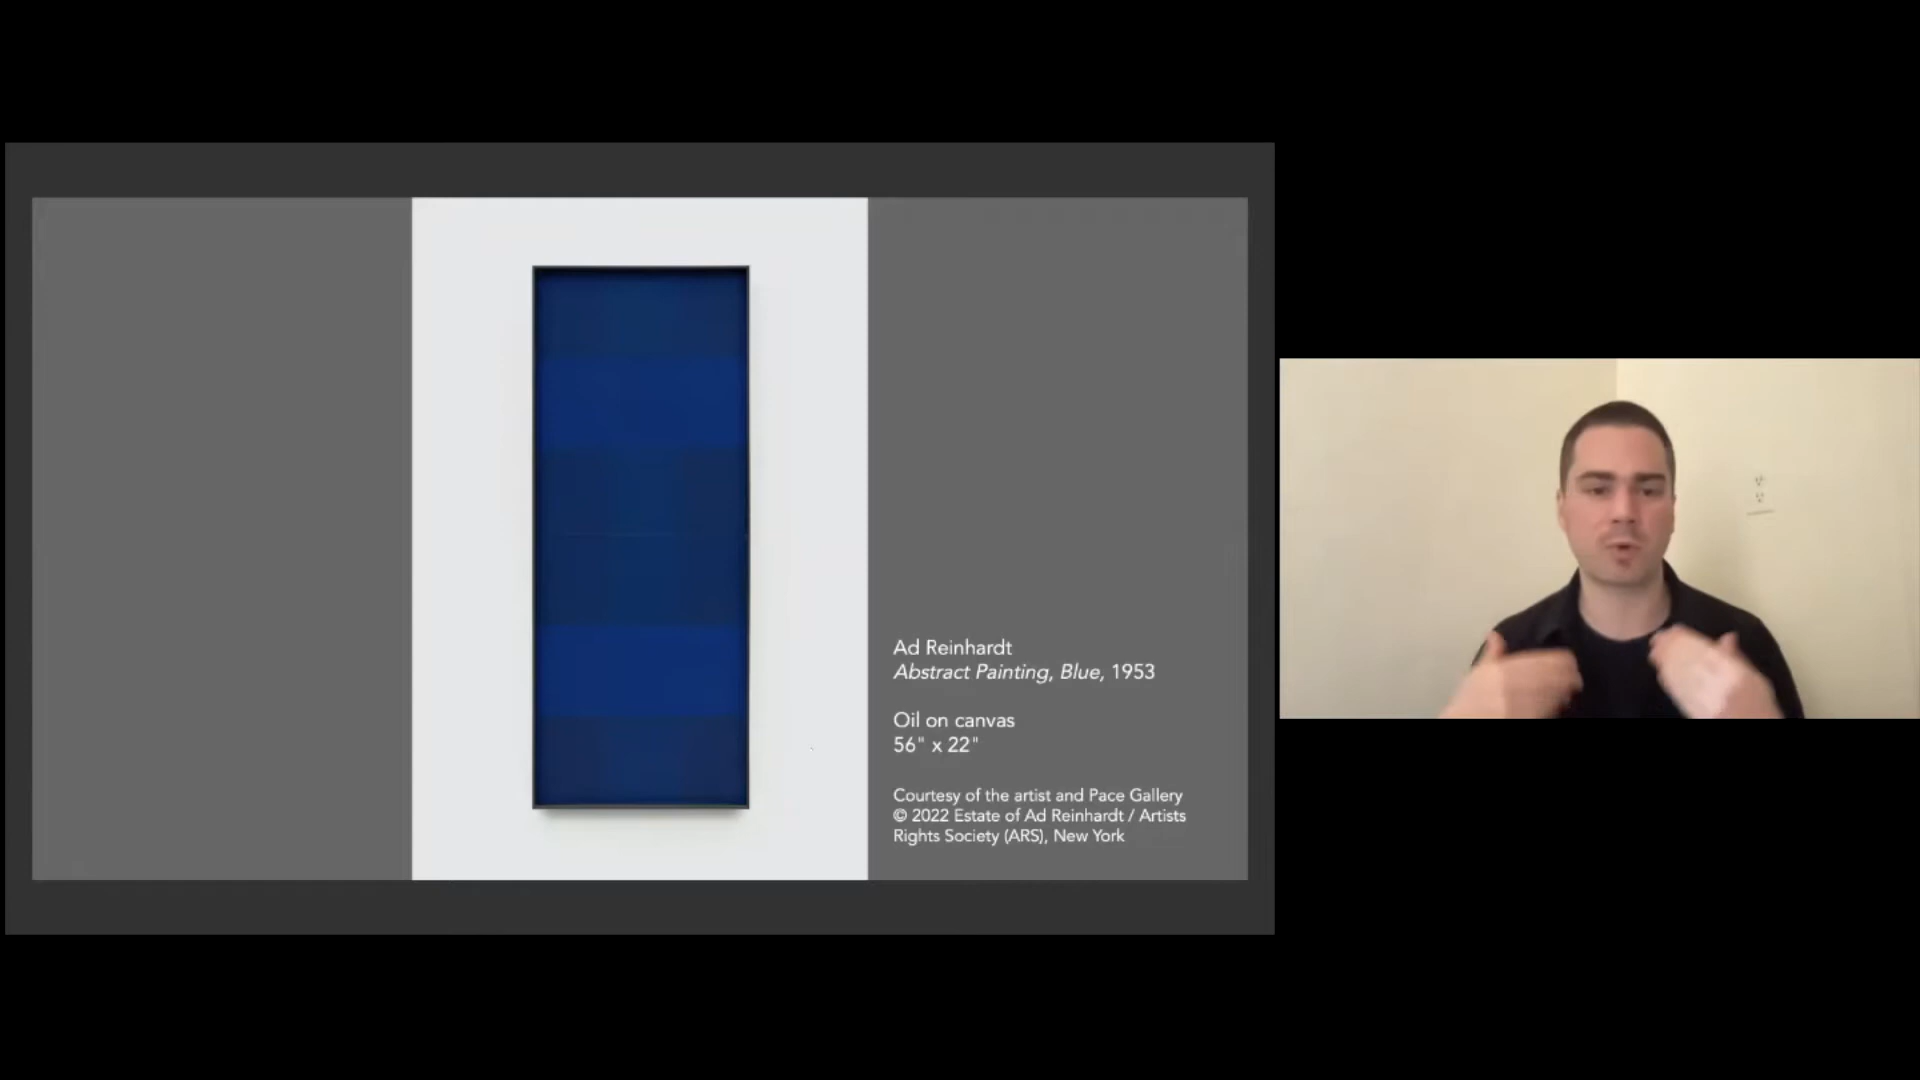 Ad Reinhardt
Abstract Painting, Blue, 1953
Oil on canvas
56" x 22"
Courtesy of the artist and Pace Gallery
© 2022 Estate of Ad Reinhardt / Artists
Rights Society (ARS), New York